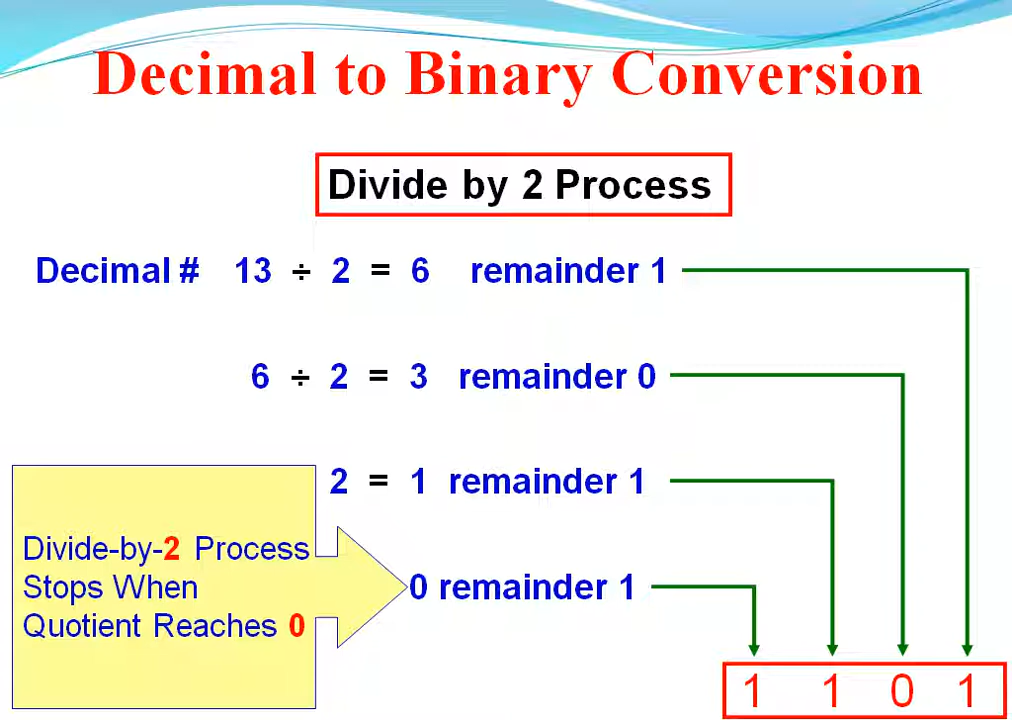 Decimal to Binary Conversion
Divide by 2 Process
Decimal # 13 ÷ 2 = 6 remainder 1
6 ÷ 2 = 3 remainder 0
2 = 1 remainder 1
Divide-by-2 Process
Stops When
Quotient Reaches 0
0 remainder 1
1 1 0 1